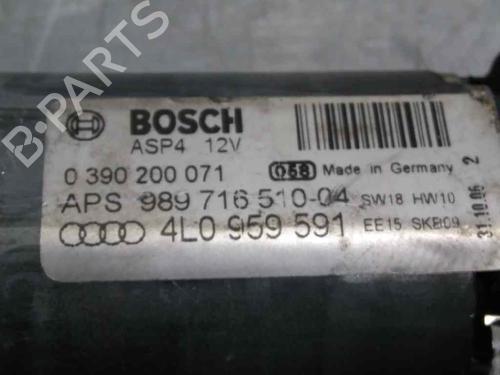 B-PARTS
BOSCH
ASP4 12V
0 390 200 071 058 Made in Germany
APS 989 716 510-04 SW18 HW10
4L0 959 591 EE15 SKB09
31.10.06 2